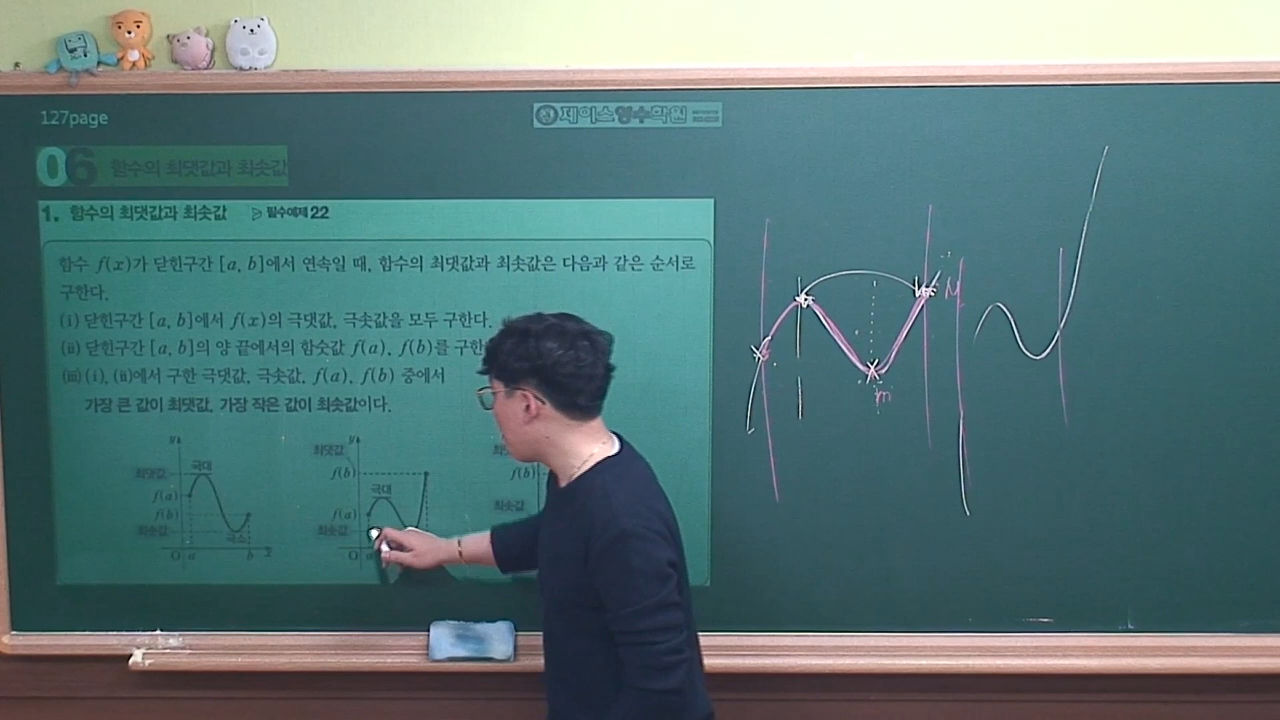 127page
제이스영수학원
06 함수의 최댓값과 최솟값
1. 함수의 최댓값과 최솟값 필수예제 22
함수 f(x)가 닫힌구간 [a, b]에서 연속일 때, 함수의 최댓값과 최솟값은 다음과 같은 순서로
구한다.
(i) 닫힌구간 [a, b]에서 f(x)의 극댓값, 극솟값을 모두 구한다.
(ii) 닫힌구간 [a, b]의 양 끝에서의 함숫값 f(a), f(b)를 구한
(iii) (i), (ii)에서 구한 극댓값, 극솟값, f(a), f(b) 중에서
가장 큰 값이 최댓값, 가장 작은 값이 최솟값이다.
y
최댓값
극대
f(a)
f(b)
최솟값
극소
O a b x
y
최댓값
f(b)
극대
f(a)
최솟값
O a
f(b)
최솟값
M
m